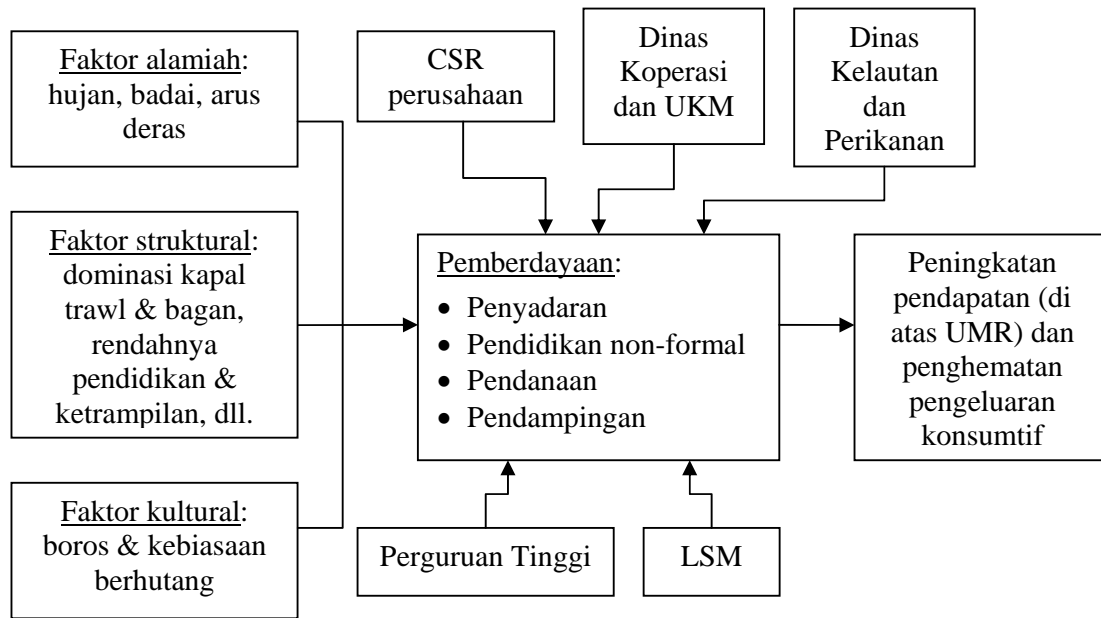 Faktor alamiah:
hujan, badai, arus
deras
Faktor struktural:
dominasi kapal
trawl & bagan,
rendahnya
pendidikan &
ketrampilan, dll.
Faktor kultural:
boros & kebiasaan
berhutang
CSR
perusahaan
Dinas
Koperasi
dan UKM
Dinas
Kelautan
dan
Perikanan
Pemberdayaan:
• Penyadaran
• Pendidikan non-formal
• Pendanaan
• Pendampingan
Perguruan Tinggi
LSM
Peningkatan
pendapatan (di
atas UMR) dan
penghematan
pengeluaran
konsumtif